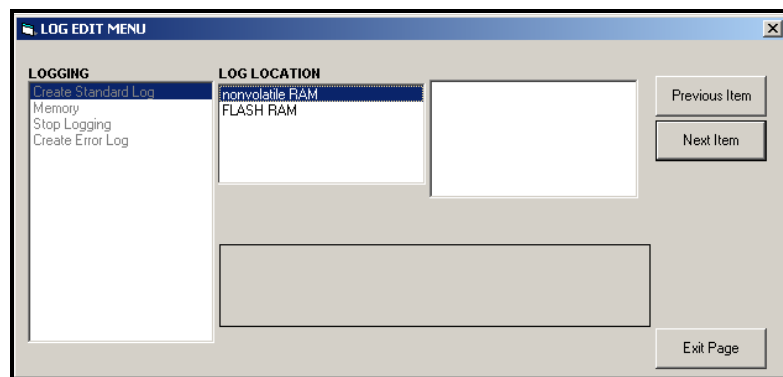 LOG EDIT MENU
LOGGING
Create Standard Log
Memory
Stop Logging
Create Error Log
LOG LOCATION
nonvolatile RAM
FLASH RAM
Previous Item
Next Item
Exit Page